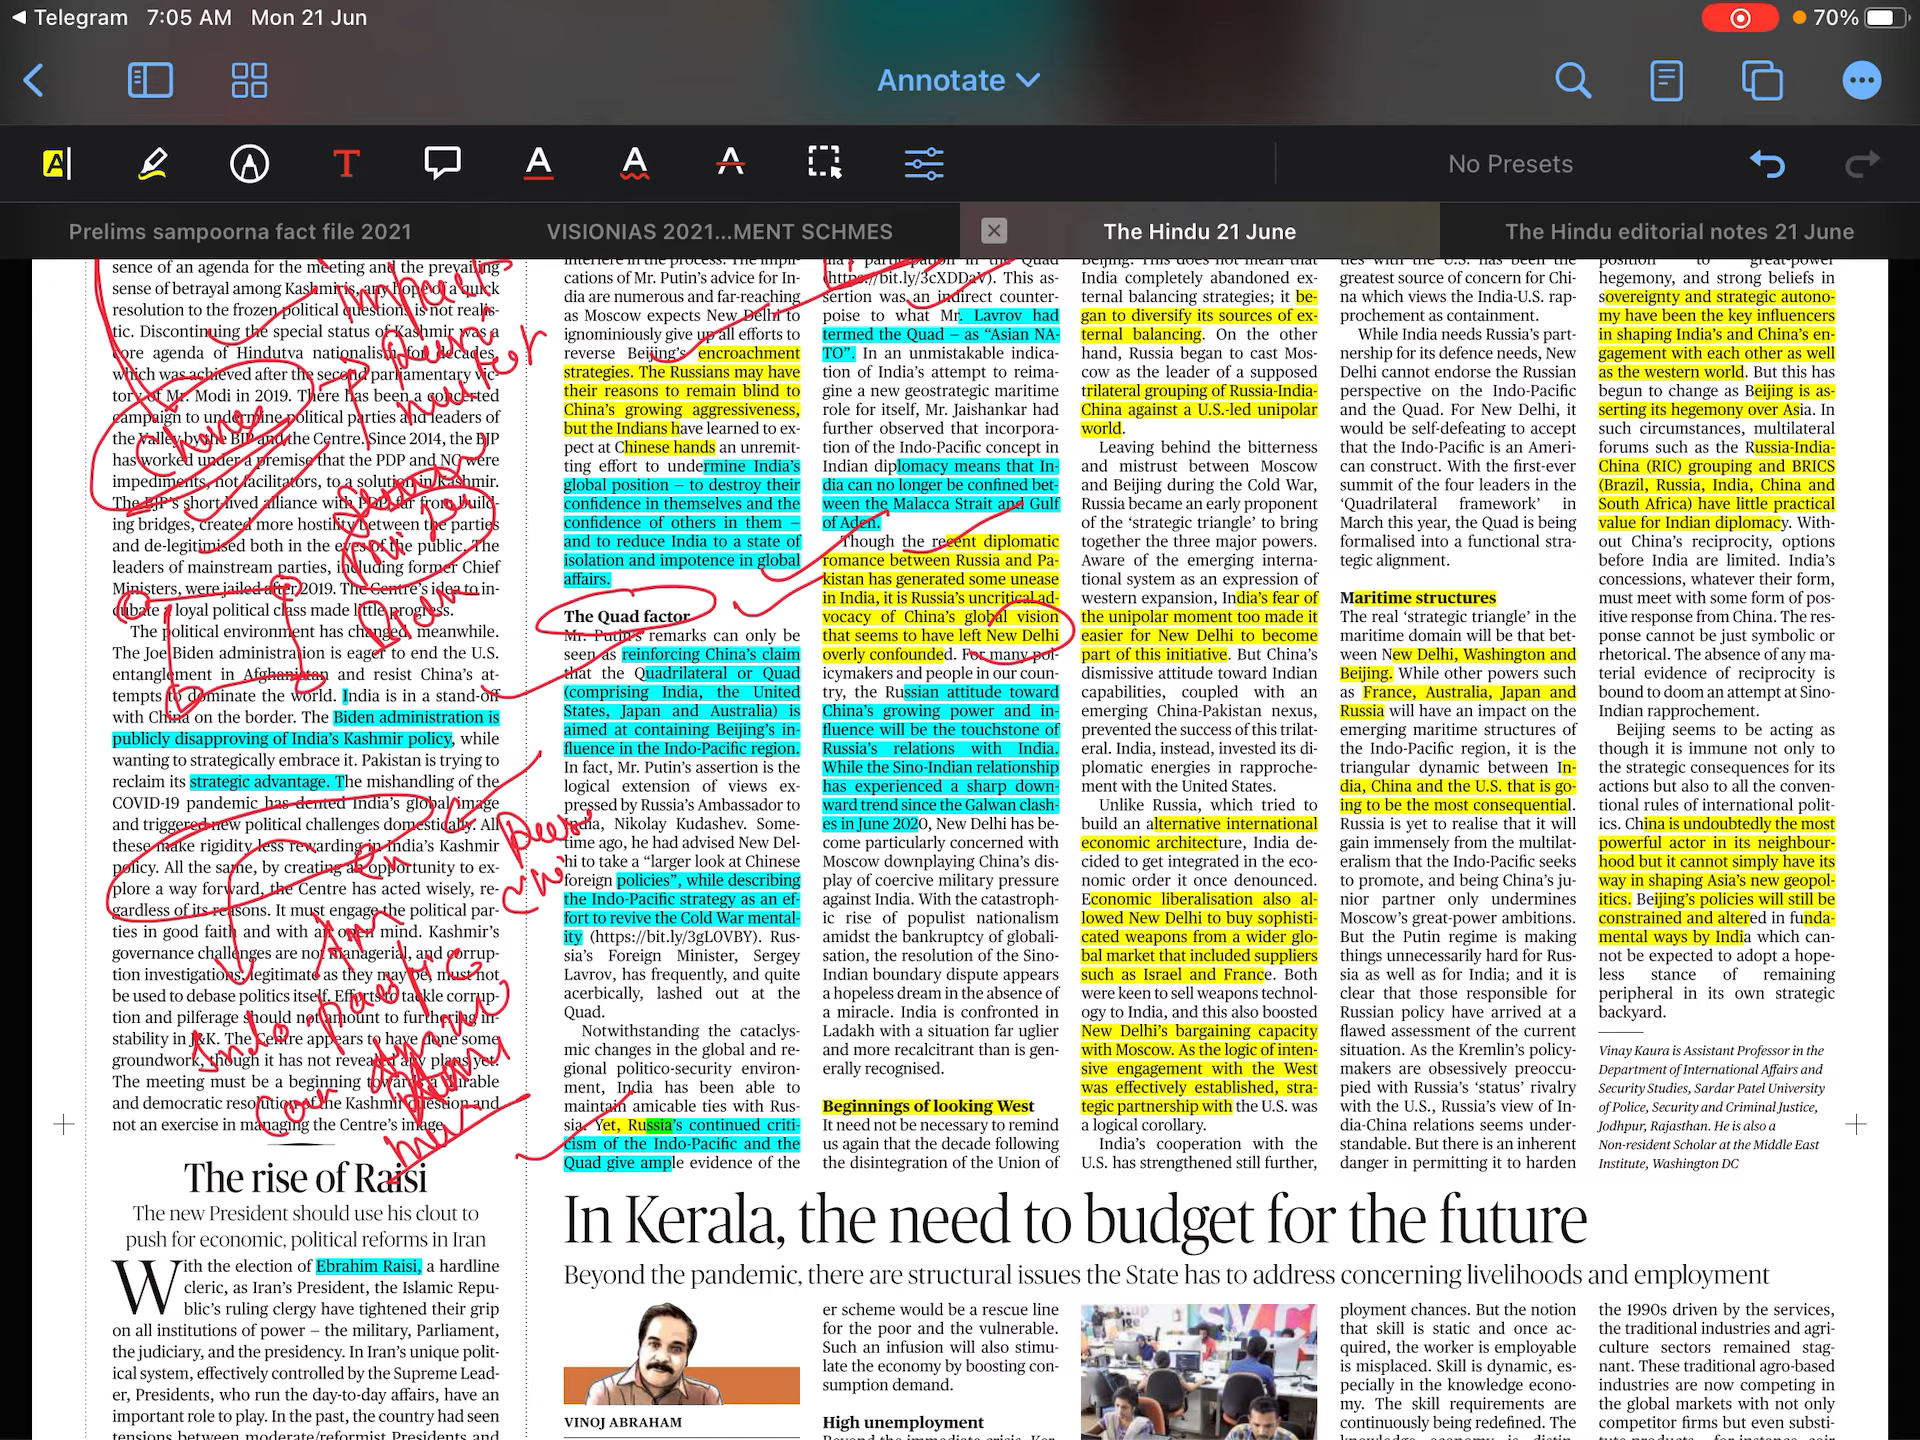 Telegram 7:05 AM Mon 21 Jun
70%
Annotate
No Presets
Prelims sampoorna fact file 2021
VISIONIAS 2021...MENT SCHMES
The Hindu 21 June
The Hindu editorial notes 21 June
sence of an agenda for the meeting and the prevailing
sense of betrayal among Kashmiris, any hope of a quick
resolution to the frozen political questions is not realis-
tic. Discontinuing the special status of Kashmir was a
core agenda of Hindutva nationalism for decades,
which was achieved after the second parliamentary vic-
tory of Mr. Modi in 2019. There has been a concerted
campaign to undermine political parties and leaders of
the Valley by the BJP and the Centre. Since 2014, the BJP
has worked under a premise that the PDP and NC were
impediments, not facilitators, to a solution in Kashmir.
The BJP's short-lived alliance with PDP, far from build-
ing bridges, created more hostility between the parties
and de-legitimised both in the eyes of the public. The
leaders of mainstream parties, including former Chief
Ministers, were jailed after 2019. The Centre's idea to in-
cubate a loyal political class made little progress.
The political environment has changed, meanwhile.
The Joe Biden administration is eager to end the U.S.
entanglement in Afghanistan and resist China's at-
tempts to dominate the world. India is in a stand-off
with China on the border. The Biden administration is
publicly disapproving of India's Kashmir policy, while
wanting to strategically embrace it. Pakistan is trying to
reclaim its strategic advantage. The mishandling of the
COVID-19 pandemic has dented India's global image
and triggered new political challenges domestically. All
these make rigidity less rewarding in India's Kashmir
policy. All the same, by creating an opportunity to ex-
plore a way forward, the Centre has acted wisely, re-
gardless of its reasons. It must engage the political par-
ties in good faith and with an open mind. Kashmir's
governance challenges are not managerial, and corrup-
tion investigations, legitimate as they may be, must not
be used to debase politics itself. Efforts to tackle corrup-
tion and pilferage should not amount to furthering in-
stability in J&K. The Centre appears to have done some
groundwork, though it has not revealed any plans yet.
The meeting must be a beginning towards a durable
and democratic resolution of the Kashmir question and
not an exercise in managing the Centre's image.
The rise of Raisi
The new President should use his clout to
push for economic, political reforms in Iran
With the election of Ebrahim Raisi, a hardline
cleric, as Iran's President, the Islamic Repu-
blic's ruling clergy have tightened their grip
on all institutions of power – the military, Parliament,
the judiciary, and the presidency. In Iran's unique polit-
ical system, effectively controlled by the Supreme Lead-
er, Presidents, who run the day-to-day affairs, have an
important role to play. In the past, the country had seen
tensions between moderate/reformist Presidents and
interfere in the process. The impli-
cations of Mr. Putin's advice for In-
dia are numerous and far-reaching
as Moscow expects New Delhi to
ignominiously give up all efforts to
reverse Beijing's encroachment
strategies. The Russians may have
their reasons to remain blind to
China's growing aggressiveness,
but the Indians have learned to ex-
pect at Chinese hands an unremit-
ting effort to undermine India's
global position – to destroy their
confidence in themselves and the
confidence of others in them –
and to reduce India to a state of
isolation and impotence in global
affairs.
The Quad factor
Mr. Putin's remarks can only be
seen as reinforcing China's claim
that the Quadrilateral or Quad
(comprising India, the United
States, Japan and Australia) is
aimed at containing Beijing's in-
fluence in the Indo-Pacific region.
In fact, Mr. Putin's assertion is the
logical extension of views ex-
pressed by Russia's Ambassador to
India, Nikolay Kudashev. Some-
time ago, he had advised New Del-
hi to take a "larger look at Chinese
foreign policies", while describing
the Indo-Pacific strategy as an ef-
fort to revive the Cold War mental-
ity (https://bit.ly/3gL0VBY). Rus-
sia's Foreign Minister, Sergey
Lavrov, has frequently, and quite
acerbically, lashed out at the
Quad.
Notwithstanding the cataclys-
mic changes in the global and re-
gional politico-security environ-
ment, India has been able to
maintain amicable ties with Rus-
sia. Yet, Russia's continued criti-
cism of the Indo-Pacific and the
Quad give ample evidence of the
dia's participation in the Quad
(https://bit.ly/3cXDDaV). This as-
sertion was an indirect counter-
poise to what Mr. Lavrov had
termed the Quad – as "Asian NA-
TO". In an unmistakable indica-
tion of India's attempt to reima-
gine a new geostrategic maritime
role for itself, Mr. Jaishankar had
further observed that incorpora-
tion of the Indo-Pacific concept in
Indian diplomacy means that In-
dia can no longer be confined bet-
ween the Malacca Strait and Gulf
of Aden.
Though the recent diplomatic
romance between Russia and Pa-
kistan has generated some unease
in India, it is Russia's uncritical ad-
vocacy of China's global vision
that seems to have left New Delhi
overly confounded. For many pol-
icymakers and people in our coun-
try, the Russian attitude toward
China's growing power and in-
fluence will be the touchstone of
Russia's relations with India.
While the Sino-Indian relationship
has experienced a sharp down-
ward trend since the Galwan clash-
es in June 2020, New Delhi has be-
come particularly concerned with
Moscow downplaying China's dis-
play of coercive military pressure
against India. With the catastroph-
ic rise of populist nationalism
amidst the bankruptcy of globali-
sation, the resolution of the Sino-
Indian boundary dispute appears
a hopeless dream in the absence of
a miracle. India is confronted in
Ladakh with a situation far uglier
and more recalcitrant than is gen-
erally recognised.
Beginnings of looking West
It need not be necessary to remind
us again that the decade following
the disintegration of the Union of
Beijing. This does not mean that
India completely abandoned ex-
ternal balancing strategies; it be-
gan to diversify its sources of ex-
ternal balancing. On the other
hand, Russia began to cast Mos-
cow as the leader of a supposed
trilateral grouping of Russia-India-
China against a U.S.-led unipolar
world.
Leaving behind the bitterness
and mistrust between Moscow
and Beijing during the Cold War,
Russia became an early proponent
of the 'strategic triangle' to bring
together the three major powers.
Aware of the emerging interna-
tional system as an expression of
western expansion, India's fear of
the unipolar moment too made it
easier for New Delhi to become
part of this initiative. But China's
dismissive attitude toward Indian
capabilities, coupled with an
emerging China-Pakistan nexus,
prevented the success of this trilat-
eral. India, instead, invested its di-
plomatic energies in rapproche-
ment with the United States.
Unlike Russia, which tried to
build an alternative international
economic architecture, India de-
cided to get integrated in the eco-
nomic order it once denounced.
Economic liberalisation also al-
lowed New Delhi to buy sophisti-
cated weapons from a wider glo-
bal market that included suppliers
such as Israel and France. Both
were keen to sell weapons technol-
ogy to India, and this also boosted
New Delhi's bargaining capacity
with Moscow. As the logic of inten-
sive engagement with the West
was effectively established, stra-
tegic partnership with the U.S. was
a logical corollary.
India's cooperation with the
U.S. has strengthened still further,
ties with the U.S. has been the
greatest source of concern for Chi-
na which views the India-U.S. rap-
prochement as containment.
While India needs Russia's part-
nership for its defence needs, New
Delhi cannot endorse the Russian
perspective on the Indo-Pacific
and the Quad. For New Delhi, it
would be self-defeating to accept
that the Indo-Pacific is an Ameri-
can construct. With the first-ever
summit of the four leaders in the
'Quadrilateral framework' in
March this year, the Quad is being
formalised into a functional stra-
tegic alignment.
Maritime structures
The real 'strategic triangle' in the
maritime domain will be that bet-
ween New Delhi, Washington and
Beijing. While other powers such
as France, Australia, Japan and
Russia will have an impact on the
emerging maritime structures of
the Indo-Pacific region, it is the
triangular dynamic between In-
dia, China and the U.S. that is go-
ing to be the most consequential.
Russia is yet to realise that it will
gain immensely from the multilat-
eralism that the Indo-Pacific seeks
to promote, and being China's ju-
nior partner only undermines
Moscow's great-power ambitions.
But the Putin regime is making
things unnecessarily hard for Rus-
sia as well as for India; and it is
clear that those responsible for
Russian policy have arrived at a
flawed assessment of the current
situation. As the Kremlin's policy-
makers are obsessively preoccu-
pied with Russia's 'status' rivalry
with the U.S., Russia's view of In-
dia-China relations seems under-
standable. But there is an inherent
danger in permitting it to harden
position to great-power
hegemony, and strong beliefs in
sovereignty and strategic autono-
my have been the key influencers
in shaping India's and China's en-
gagement with each other as well
as the western world. But this has
begun to change as Beijing is as-
serting its hegemony over Asia. In
such circumstances, multilateral
forums such as the Russia-India-
China (RIC) grouping and BRICS
(Brazil, Russia, India, China and
South Africa) have little practical
value for Indian diplomacy. With-
out China's reciprocity, options
before India are limited. India's
concessions, whatever their form,
must meet with some form of pos-
itive response from China. The res-
ponse cannot be just symbolic or
rhetorical. The absence of any ma-
terial evidence of reciprocity is
bound to doom an attempt at Sino-
Indian rapprochement.
Beijing seems to be acting as
though it is immune not only to
the strategic consequences for its
actions but also to all the conven-
tional rules of international polit-
ics. China is undoubtedly the most
powerful actor in its neighbour-
hood but it cannot simply have its
way in shaping Asia's new geopol-
itics. Beijing's policies will still be
constrained and altered in funda-
mental ways by India which can-
not be expected to adopt a hope-
less stance of remaining
peripheral in its own strategic
backyard.
Vinay Kaura is Assistant Professor in the
Department of International Affairs and
Security Studies, Sardar Patel University
of Police, Security and Criminal Justice,
Jodhpur, Rajasthan. He is also a
Non-resident Scholar at the Middle East
Institute, Washington DC
In Kerala, the need to budget for the future
Beyond the pandemic, there are structural issues the State has to address concerning livelihoods and employment
VINOJ ABRAHAM
er scheme would be a rescue line
for the poor and the vulnerable.
Such an infusion will also stimu-
late the economy by boosting con-
sumption demand.
High unemployment
Beyond the immediate crisis, Ker-
ployment chances. But the notion
that skill is static and once ac-
quired, the worker is employable
is misplaced. Skill is dynamic, es-
pecially in the knowledge econo-
my. The skill requirements are
continuously being redefined. The
knowledge economy is distin-
the 1990s driven by the services,
the traditional industries and agri-
culture sectors remained stag-
nant. These traditional agro-based
industries are now competing in
the global markets with not only
competitor firms but even substi-
tute products